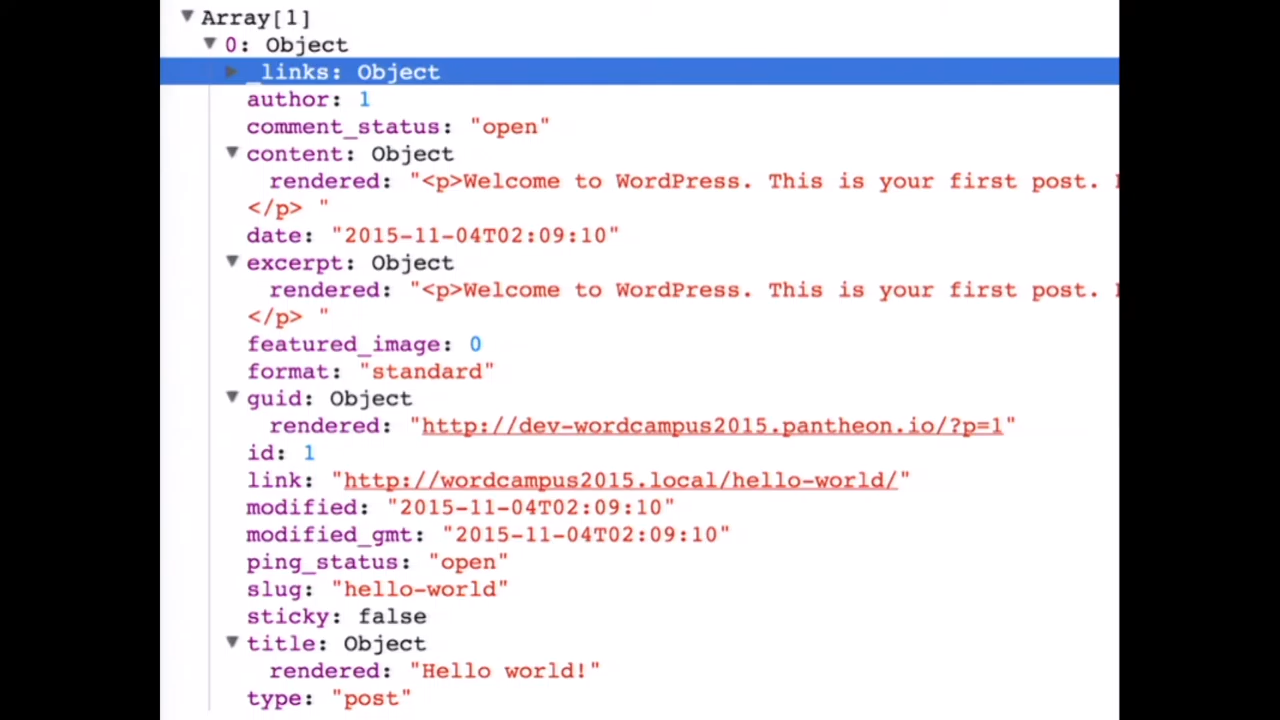 Array[1]
0: Object
_links: Object
author: 1
comment_status: "open"
content: Object
rendered: "<p>Welcome to WordPress. This is your first post.
</p> "
date: "2015-11-04T02:09:10"
excerpt: Object
rendered: "<p>Welcome to WordPress. This is your first post.
</p> "
featured_image: 0
format: "standard"
guid: Object
rendered: "http://dev-wordcampus2015.pantheon.io/?p=1"
id: 1
link: "http://wordcampus2015.local/hello-world/"
modified: "2015-11-04T02:09:10"
modified_gmt: "2015-11-04T02:09:10"
ping_status: "open"
slug: "hello-world"
sticky: false
title: Object
rendered: "Hello world!"
type: "post"